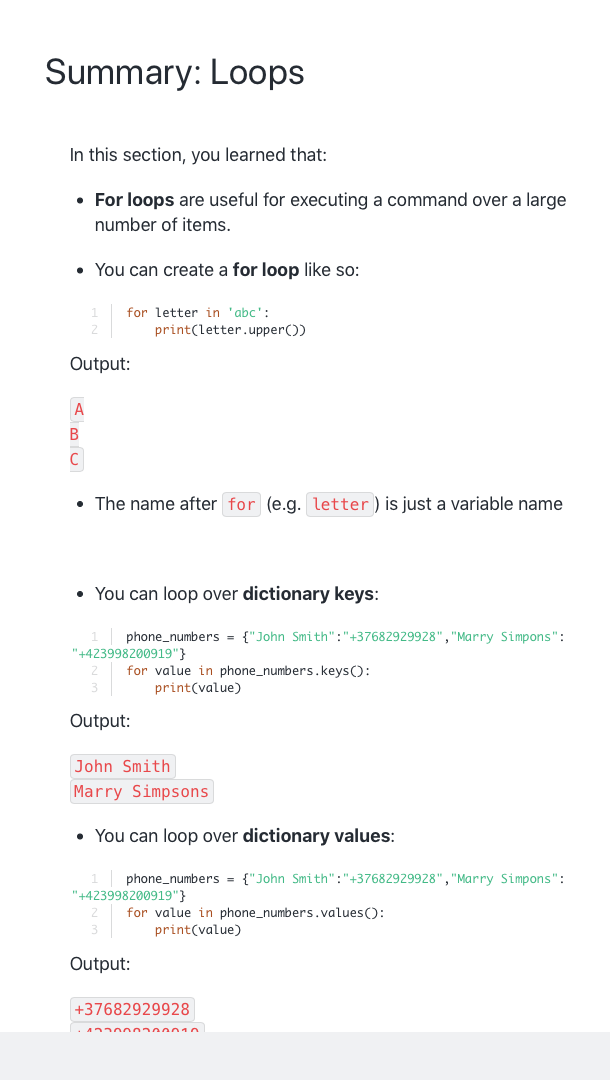 Summary: Loops
In this section, you learned that:
• For loops are useful for executing a command over a large
number of items.
• You can create a for loop like so:
1 for letter in 'abc':
2     print(letter.upper())
Output:
A
B
C
• The name after for (e.g. letter) is just a variable name
• You can loop over dictionary keys:
1 phone_numbers = {"John Smith":"+37682929928","Marry Simpons":
"+423998200919"}
2 for value in phone_numbers.keys():
3     print(value)
Output:
John Smith
Marry Simpsons
• You can loop over dictionary values:
1 phone_numbers = {"John Smith":"+37682929928","Marry Simpons":
"+423998200919"}
2 for value in phone_numbers.values():
3     print(value)
Output:
+37682929928
+423998200919